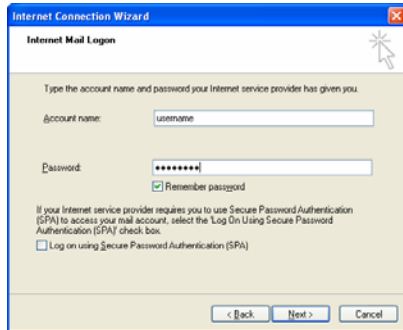 Internet Connection Wizard
Internet Mail Logon
Type the account name and password your Internet service provider has given you.
Account name: username
Password: ••••••••
Remember password
If your Internet service provider requires you to use Secure Password Authentication
(SPA) to access your mail account, select the 'Log On Using Secure Password
Authentication (SPA)' check box.
Log on using Secure Password Authentication (SPA)
< Back Next > Cancel